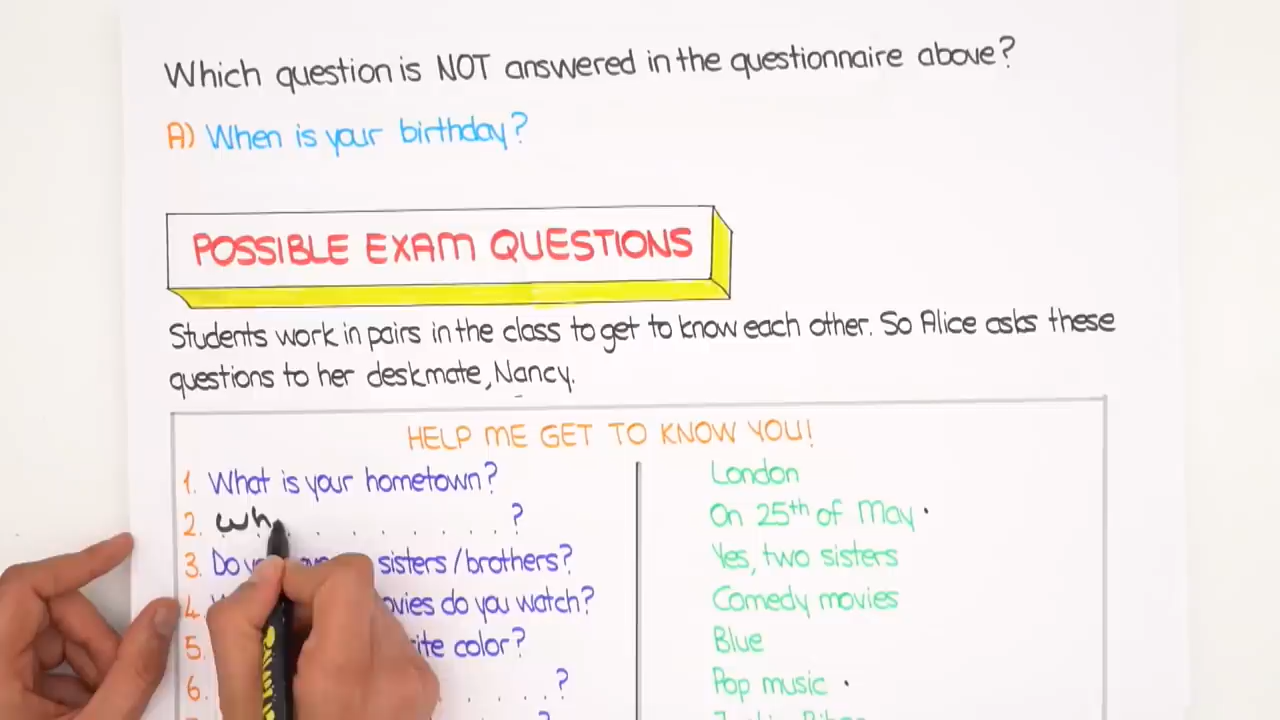 Which question is NOT answered in the questionnaire above?
A) When is your birthday?
POSSIBLE EXAM QUESTIONS
Students work in pairs in the class to get to know each other. So Alice asks these
questions to her deskmate, Nancy.
HELP ME GET TO KNOW YOU!
1. What is your hometown? London
2. Wh . . . . . . . ? On 25th of May
3. Do sisters/brothers? Yes, two sisters
4. do you watch? Comedy movies
5. color? Blue
6. . . . . ? Pop music
?